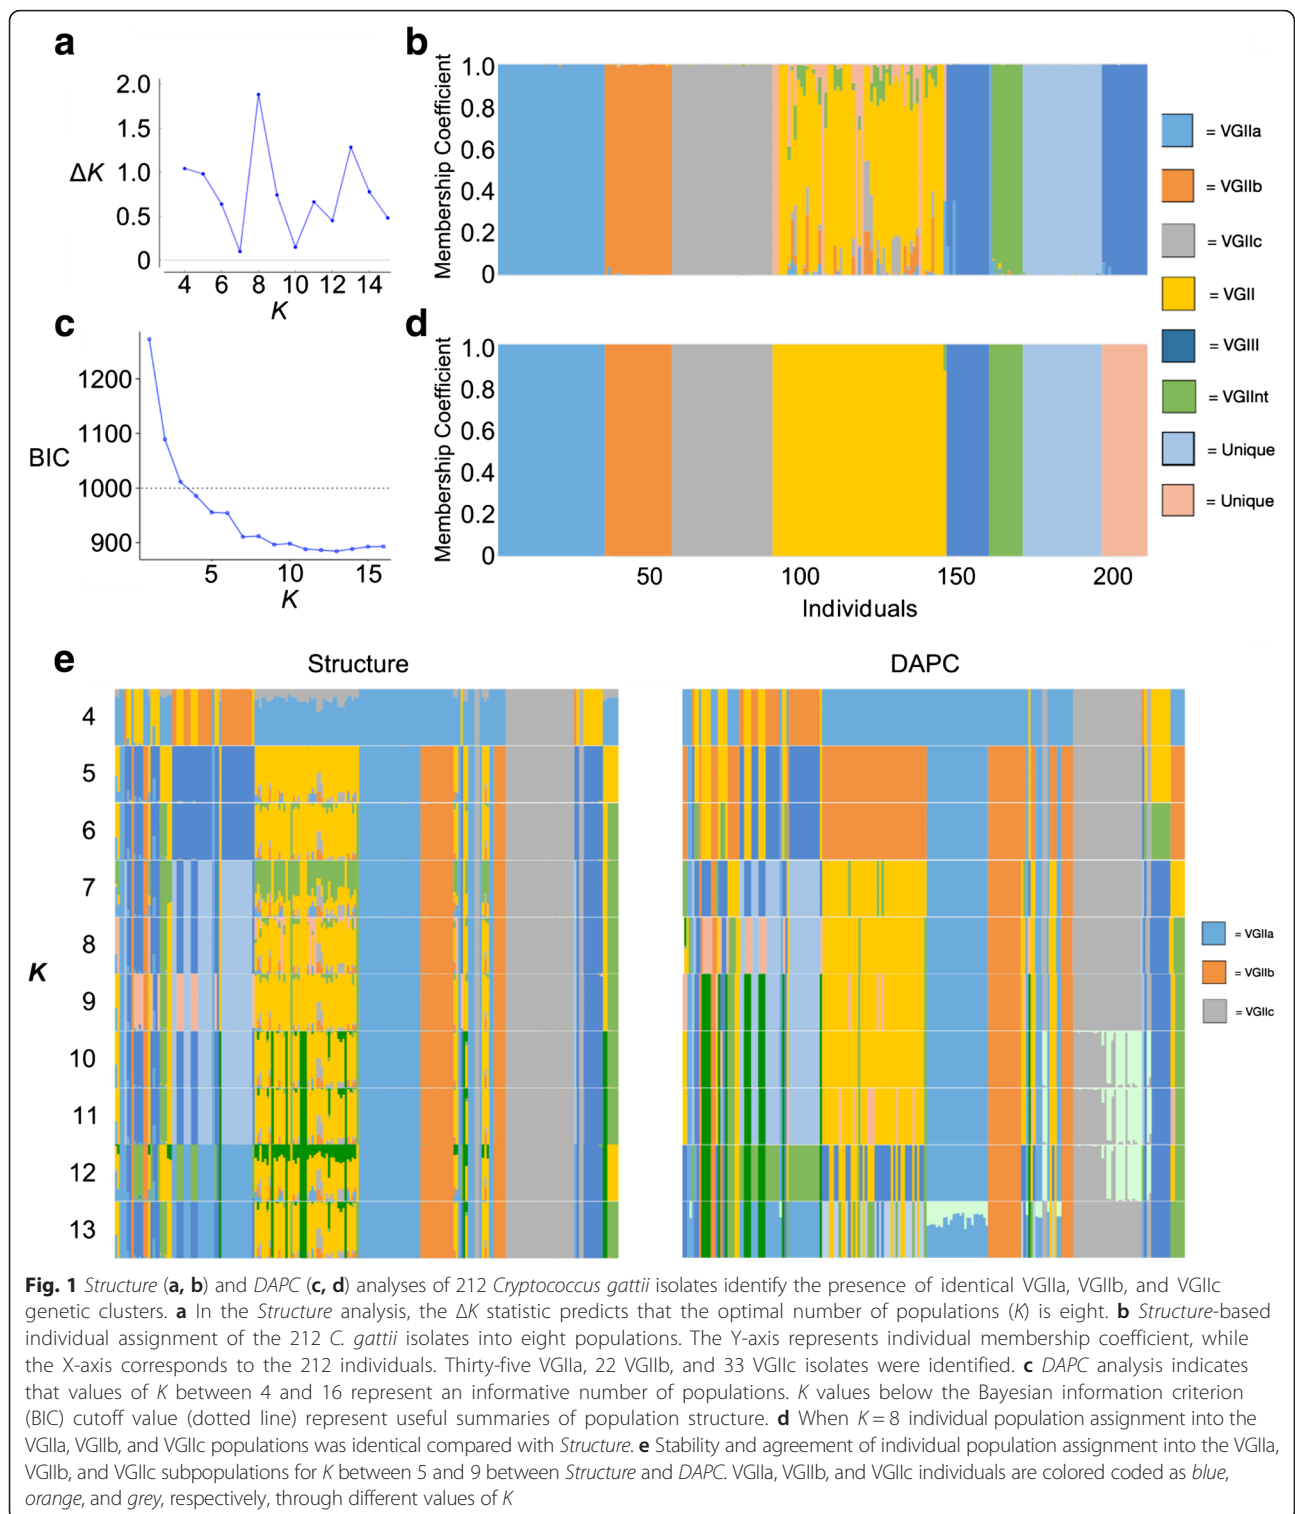 a
2.0
1.5
1.0
0.5
0
ΔK
4 6 8 10 12 14
K
b
Membership Coefficient
1.0
0.8
0.6
0.4
0.2
0
= VGIIa
= VGIIb
= VGIIc
= VGII
= VGIII
= VGIINt
= Unique
= Unique
c
1200
1100
1000
900
BIC
5 10 15
K
d
Membership Coefficient
1.0
0.8
0.6
0.4
0.2
0
50 100 150 200
Individuals
e
Structure
DAPC
4
5
6
7
8
9
10
11
12
13
K
= VGIIa
= VGIIb
= VGIIc
Fig. 1 Structure (a, b) and DAPC (c, d) analyses of 212 Cryptococcus gattii isolates identify the presence of identical VGIIa, VGIIb, and VGIIc
genetic clusters. a In the Structure analysis, the ΔK statistic predicts that the optimal number of populations (K) is eight. b Structure-based
individual assignment of the 212 C. gattii isolates into eight populations. The Y-axis represents individual membership coefficient, while
the X-axis corresponds to the 212 individuals. Thirty-five VGIIa, 22 VGIIb, and 33 VGIIc isolates were identified. c DAPC analysis indicates
that values of K between 4 and 16 represent an informative number of populations. K values below the Bayesian information criterion
(BIC) cutoff value (dotted line) represent useful summaries of population structure. d When K = 8 individual population assignment into the
VGIIa, VGIIb, and VGIIc populations was identical compared with Structure. e Stability and agreement of individual population assignment into the VGIIa,
VGIIb, and VGIIc subpopulations for K between 5 and 9 between Structure and DAPC. VGIIa, VGIIb, and VGIIc individuals are colored coded as blue,
orange, and grey, respectively, through different values of K